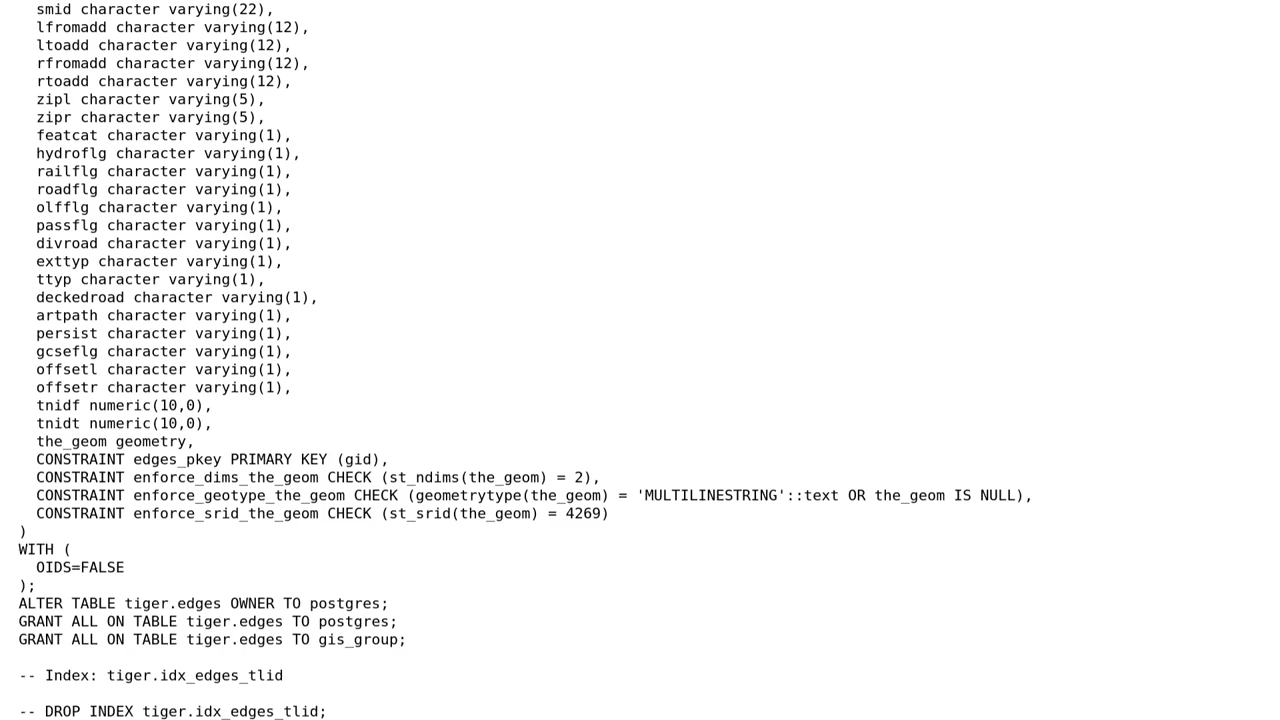 smid character varying(22),
lfromadd character varying(12),
ltoadd character varying(12),
rfromadd character varying(12),
rtoadd character varying(12),
zipl character varying(5),
zipr character varying(5),
featcat character varying(1),
hydroflg character varying(1),
railflg character varying(1),
roadflg character varying(1),
olfflg character varying(1),
passflg character varying(1),
divroad character varying(1),
exttyp character varying(1),
ttyp character varying(1),
deckedroad character varying(1),
artpath character varying(1),
persist character varying(1),
gcseflg character varying(1),
offsetl character varying(1),
offsetr character varying(1),
tnidf numeric(10,0),
tnidt numeric(10,0),
the_geom geometry,
CONSTRAINT edges_pkey PRIMARY KEY (gid),
CONSTRAINT enforce_dims_the_geom CHECK (st_ndims(the_geom) = 2),
CONSTRAINT enforce_geotype_the_geom CHECK (geometrytype(the_geom) = 'MULTILINESTRING'::text OR the_geom IS NULL),
CONSTRAINT enforce_srid_the_geom CHECK (st_srid(the_geom) = 4269)
)
WITH (
OIDS=FALSE
);
ALTER TABLE tiger.edges OWNER TO postgres;
GRANT ALL ON TABLE tiger.edges TO postgres;
GRANT ALL ON TABLE tiger.edges TO gis_group;
-- Index: tiger.idx_edges_tlid
-- DROP INDEX tiger.idx_edges_tlid;